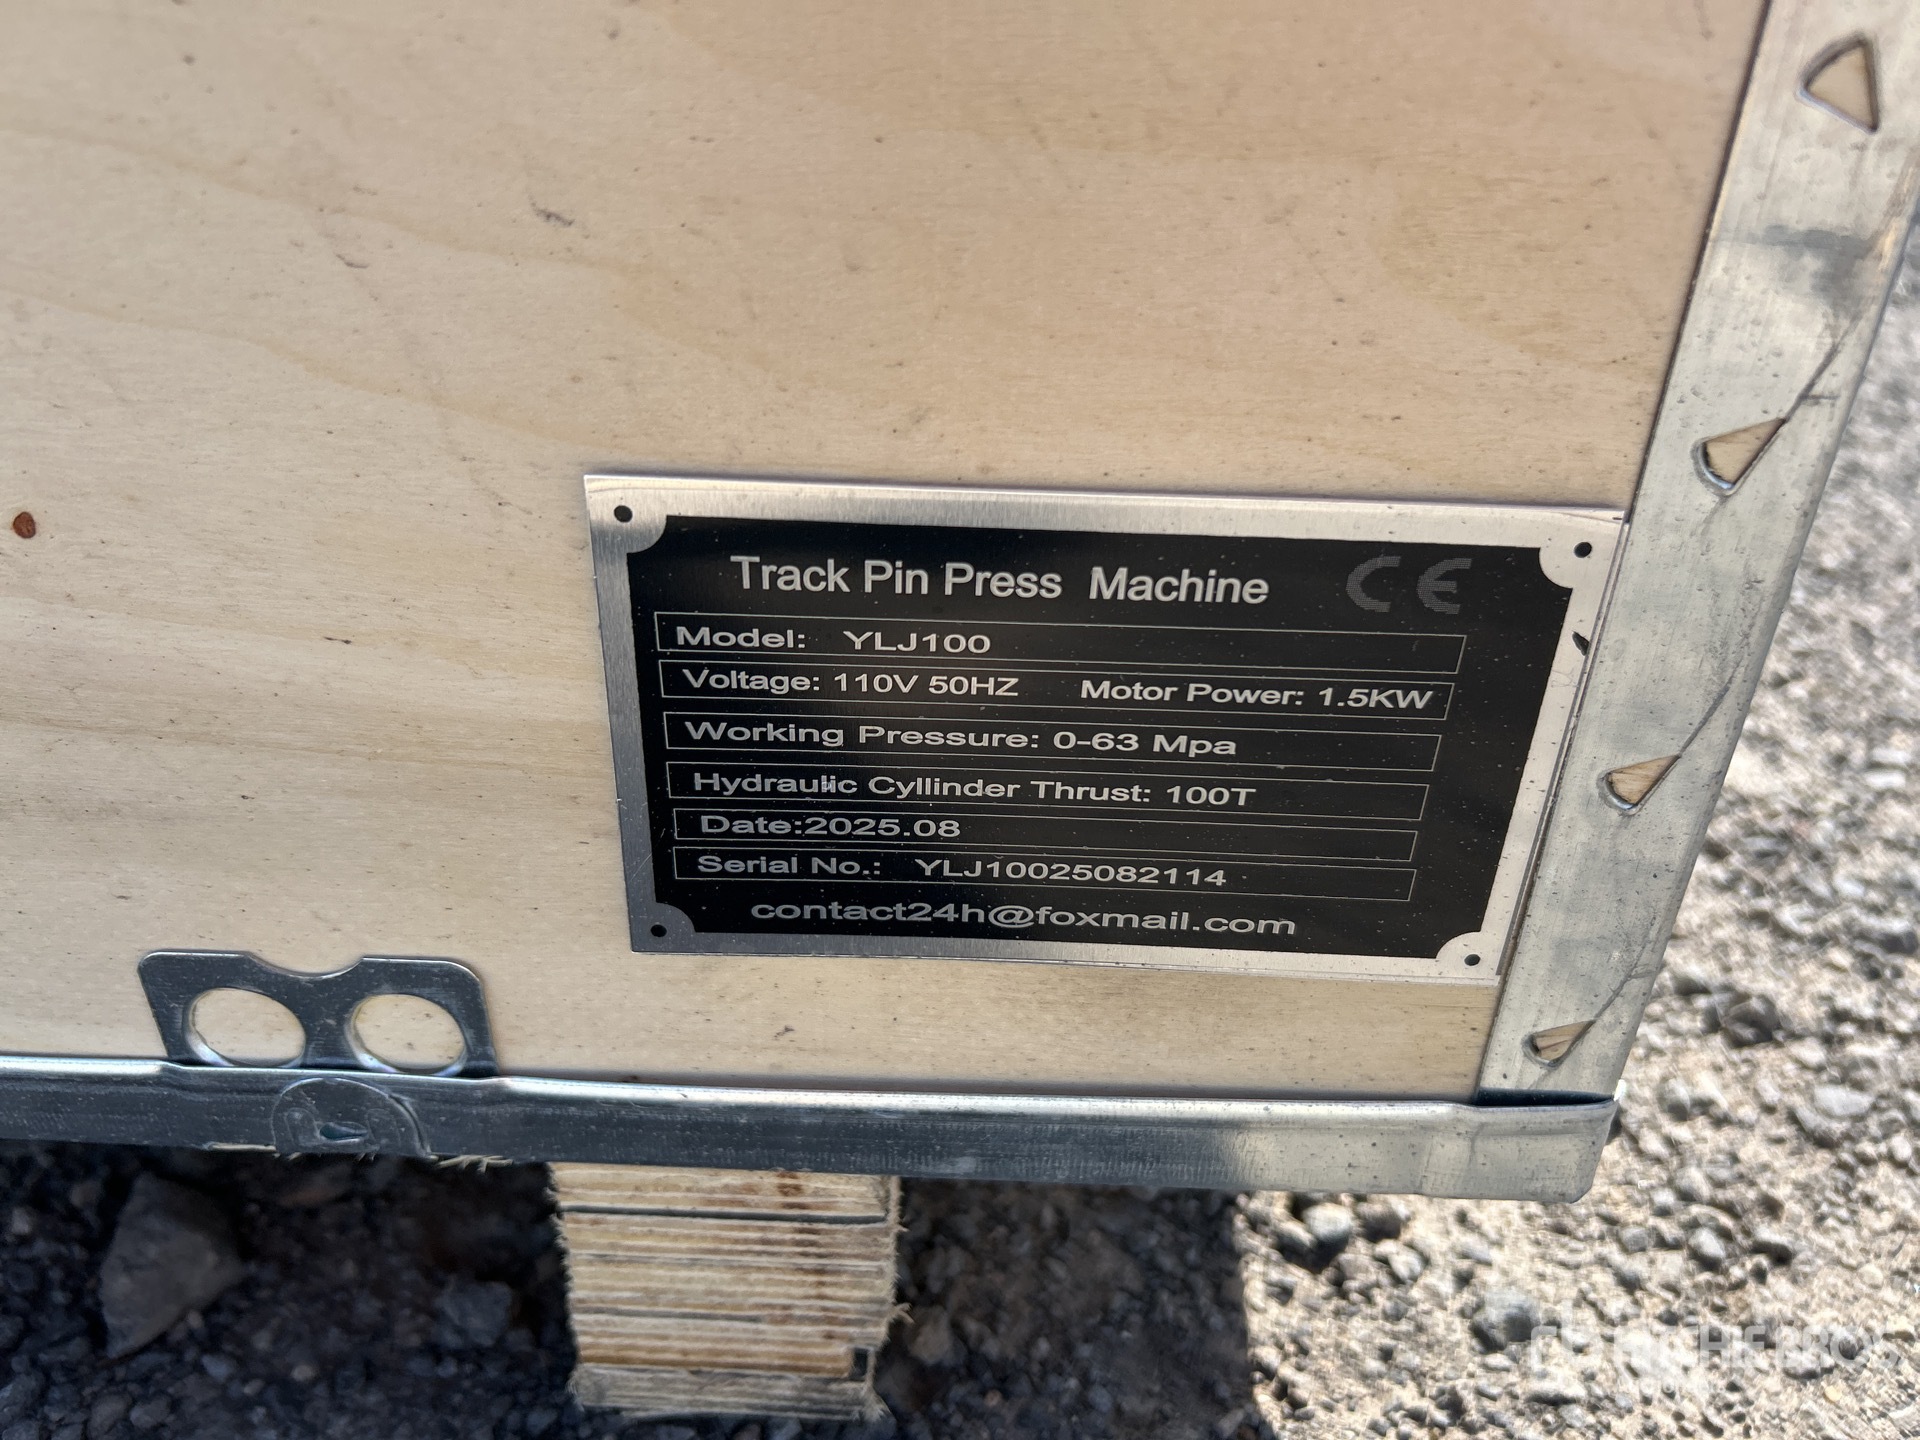 Track Pin Press Machine CE
Model: YLJ100
Voltage: 110V 50HZ Motor Power: 1.5KW
Working Pressure: 0-63 Mpa
Hydraulic Cyllinder Thrust: 100T
Date:2025.08
Serial No.: YLJ10025082114
contact24h@foxmail.com